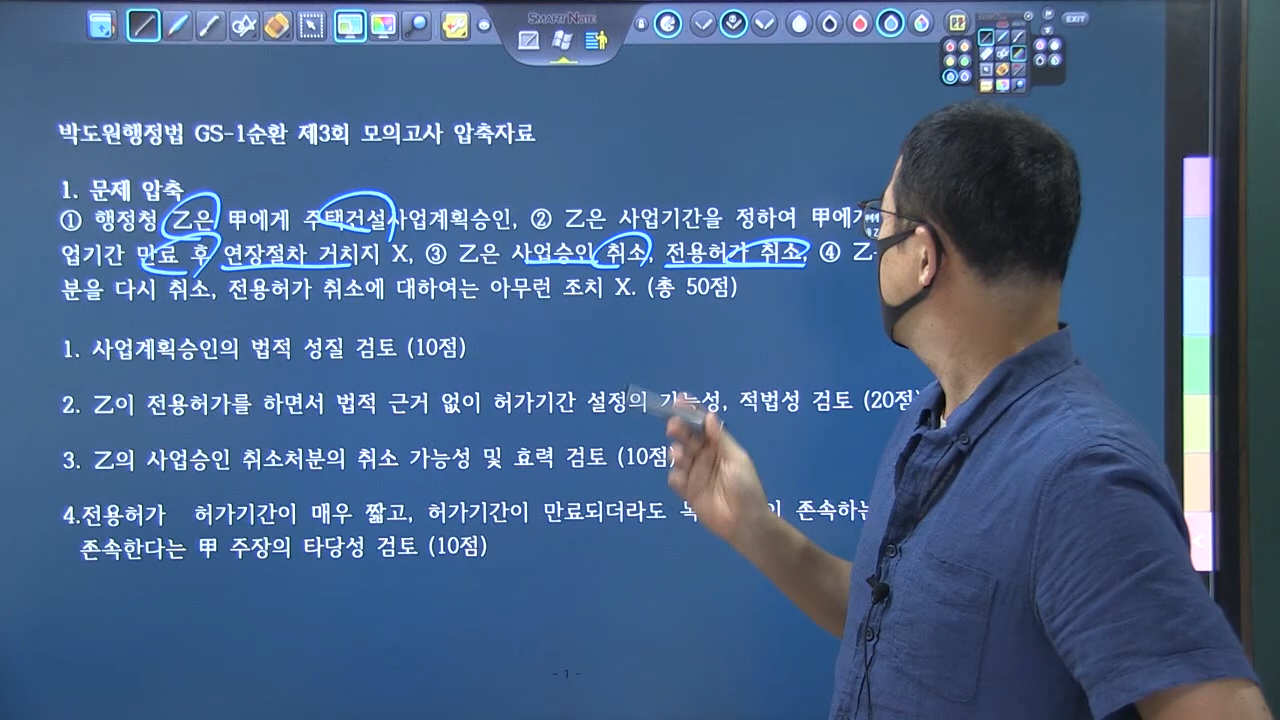 SMART NOTE
EXIT
박도원행정법 GS-1순환 제3회 모의고사 압축자료
1. 문제 압축
① 행정청 乙은 甲에게 주택건설사업계획승인, ② 乙은 사업기간을 정하여 甲에게
업기간 만료 후 연장절차 거치지 X, ③ 乙은 사업승인 취소, 전용허가 취소, ④ 乙
분을 다시 취소, 전용허가 취소에 대하여는 아무런 조치 X. (총 50점)
1. 사업계획승인의 법적 성질 검토 (10점)
2. 乙이 전용허가를 하면서 법적 근거 없이 허가기간 설정의 가능성, 적법성 검토 (20점)
3. 乙의 사업승인 취소처분의 취소 가능성 및 효력 검토 (10점)
4.전용허가 허가기간이 매우 짧고, 허가기간이 만료되더라도 존속하는
존속한다는 甲 주장의 타당성 검토 (10점)
- 1 -